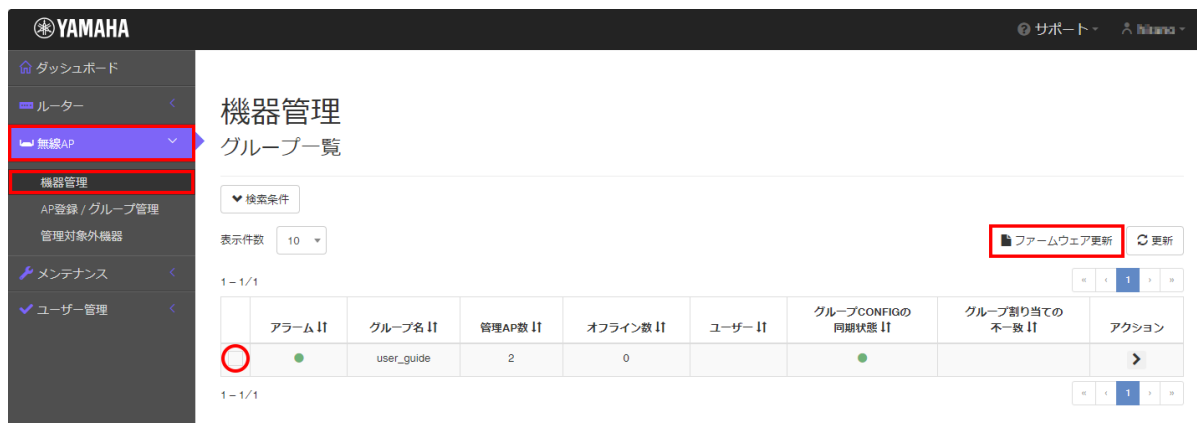 YAMAHA
サポート
ダッシュボード
ルーター
無線AP
機器管理
AP登録 / グループ管理
管理対象外機器
メンテナンス
ユーザー管理
機器管理
グループ一覧
検索条件
表示件数 10
ファームウェア更新 更新
1 – 1/1
« ‹ 1 › »
アラーム グループ名 管理AP数 オフライン数 ユーザー グループCONFIGの同期状態 グループ割り当ての不一致 アクション
user_guide 2 0
1 – 1/1
« ‹ 1 › »